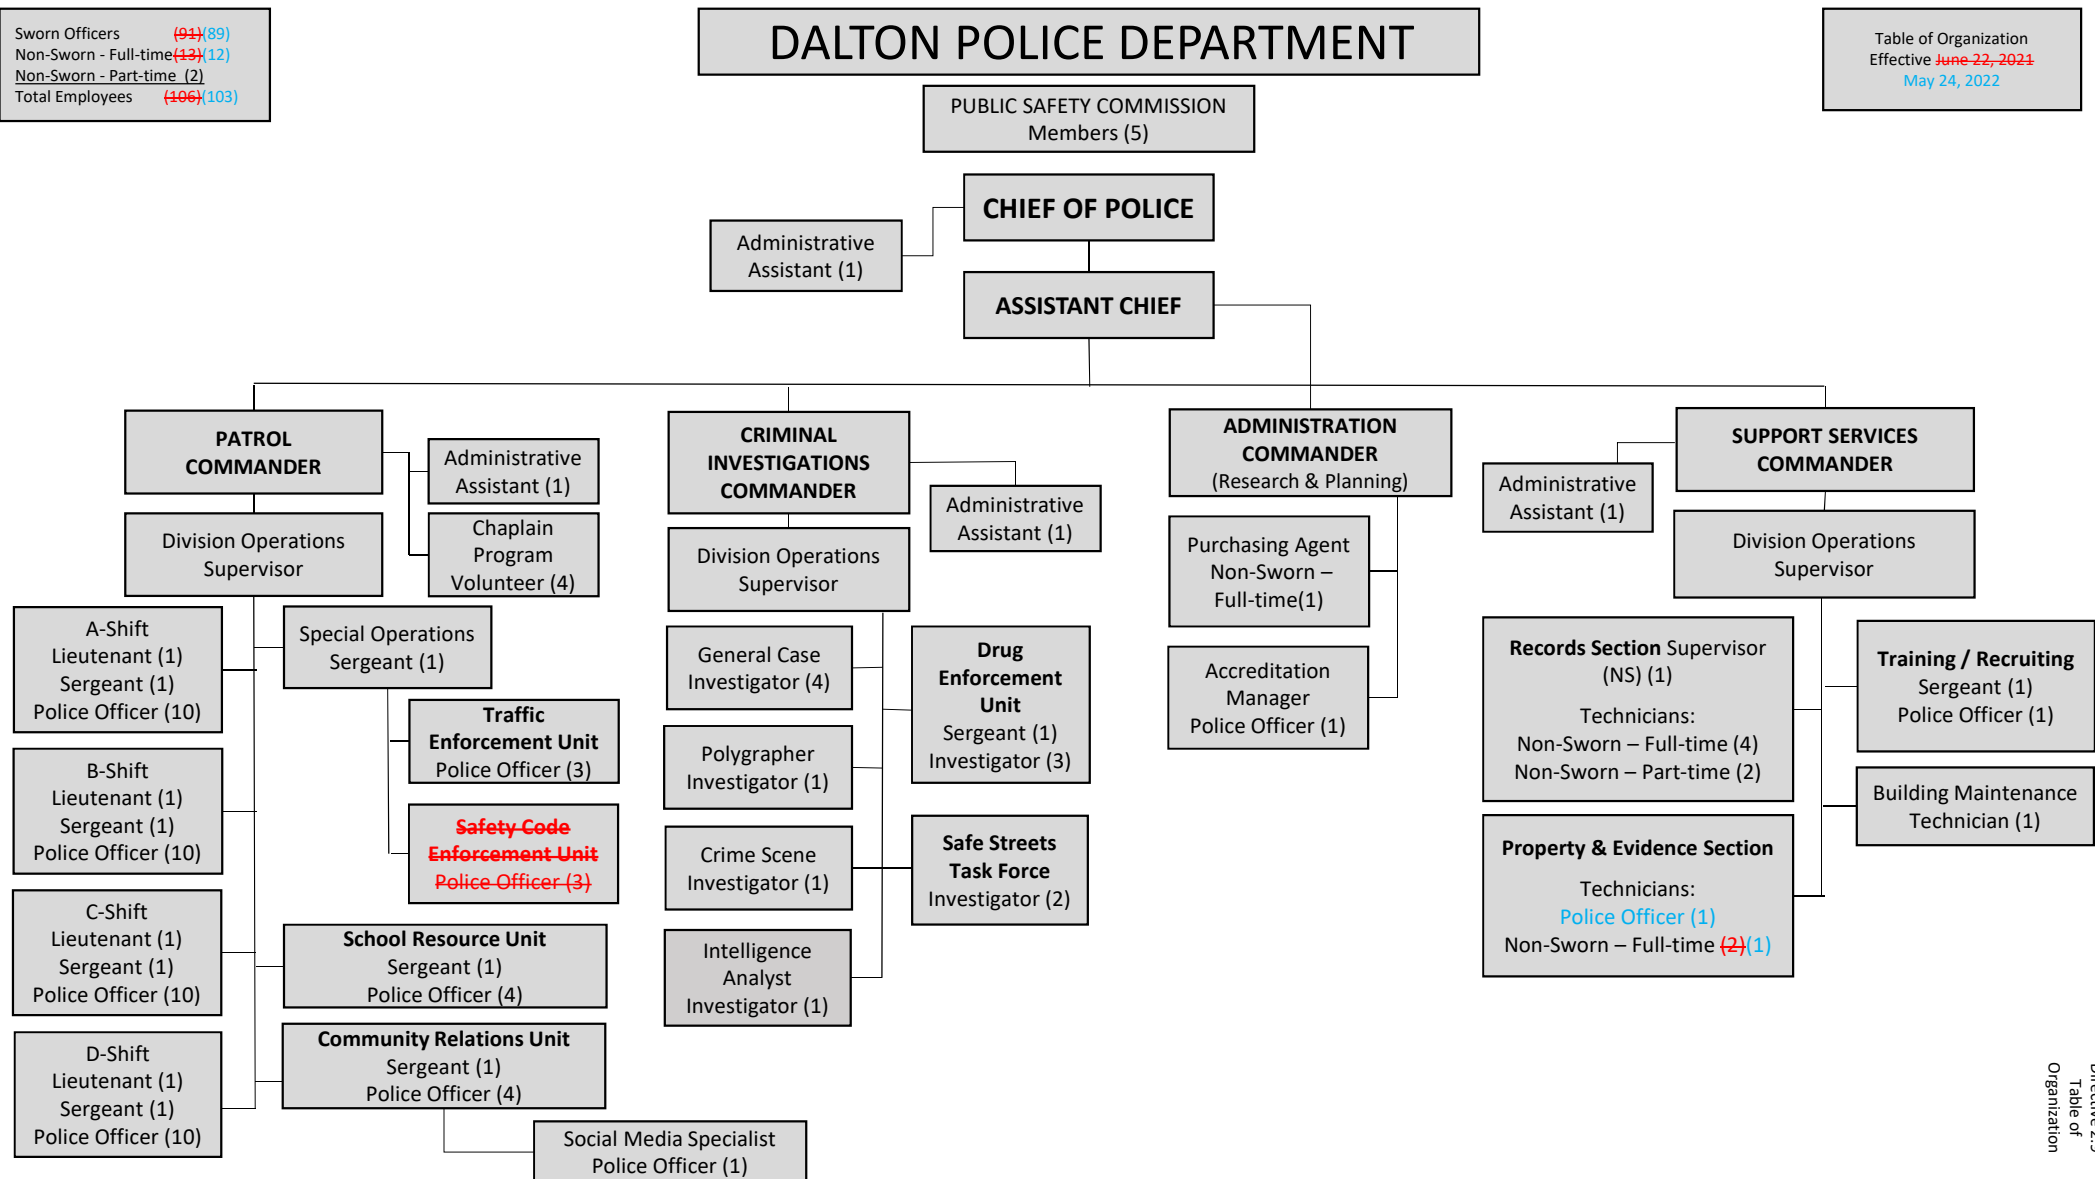 Sworn Officers (91)(89)
Non-Sworn - Full-time(13)(12)
Non-Sworn - Part-time (2)
Total Employees (106)(103)
DALTON POLICE DEPARTMENT
Table of Organization
Effective June 22, 2021
May 24, 2022
PUBLIC SAFETY COMMISSION
Members (5)
CHIEF OF POLICE
Administrative
Assistant (1)
ASSISTANT CHIEF
PATROL
COMMANDER
Administrative
Assistant (1)
Chaplain
Program
Volunteer (4)
Division Operations
Supervisor
A-Shift
Lieutenant (1)
Sergeant (1)
Police Officer (10)
B-Shift
Lieutenant (1)
Sergeant (1)
Police Officer (10)
C-Shift
Lieutenant (1)
Sergeant (1)
Police Officer (10)
D-Shift
Lieutenant (1)
Sergeant (1)
Police Officer (10)
Special Operations
Sergeant (1)
Traffic
Enforcement Unit
Police Officer (3)
Safety Code
Enforcement Unit
Police Officer (3)
School Resource Unit
Sergeant (1)
Police Officer (4)
Community Relations Unit
Sergeant (1)
Police Officer (4)
Social Media Specialist
Police Officer (1)
CRIMINAL
INVESTIGATIONS
COMMANDER
Administrative
Assistant (1)
Division Operations
Supervisor
General Case
Investigator (4)
Polygrapher
Investigator (1)
Crime Scene
Investigator (1)
Intelligence
Analyst
Investigator (1)
Drug
Enforcement
Unit
Sergeant (1)
Investigator (3)
Safe Streets
Task Force
Investigator (2)
ADMINISTRATION
COMMANDER
(Research & Planning)
Purchasing Agent
Non-Sworn –
Full-time(1)
Accreditation
Manager
Police Officer (1)
SUPPORT SERVICES
COMMANDER
Administrative
Assistant (1)
Division Operations
Supervisor
Records Section Supervisor
(NS) (1)
Technicians:
Non-Sworn – Full-time (4)
Non-Sworn – Part-time (2)
Property & Evidence Section
Technicians:
Police Officer (1)
Non-Sworn – Full-time (2)(1)
Training / Recruiting
Sergeant (1)
Police Officer (1)
Building Maintenance
Technician (1)
Table of
Organization